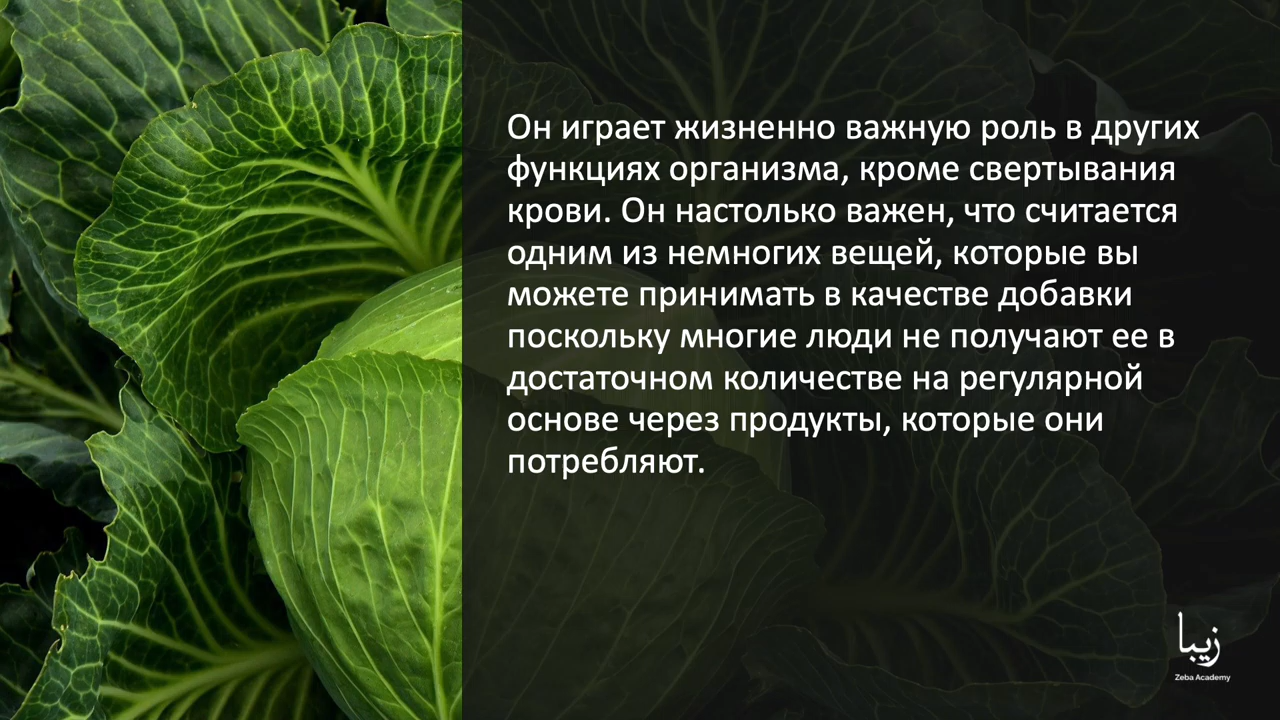 Он играет жизненно важную роль в других
функциях организма, кроме свертывания
крови. Он настолько важен, что считается
одним из немногих вещей, которые вы
можете принимать в качестве добавки
поскольку многие люди не получают ее в
достаточном количестве на регулярной
основе через продукты, которые они
потребляют.
زیبا
Zeba Academy